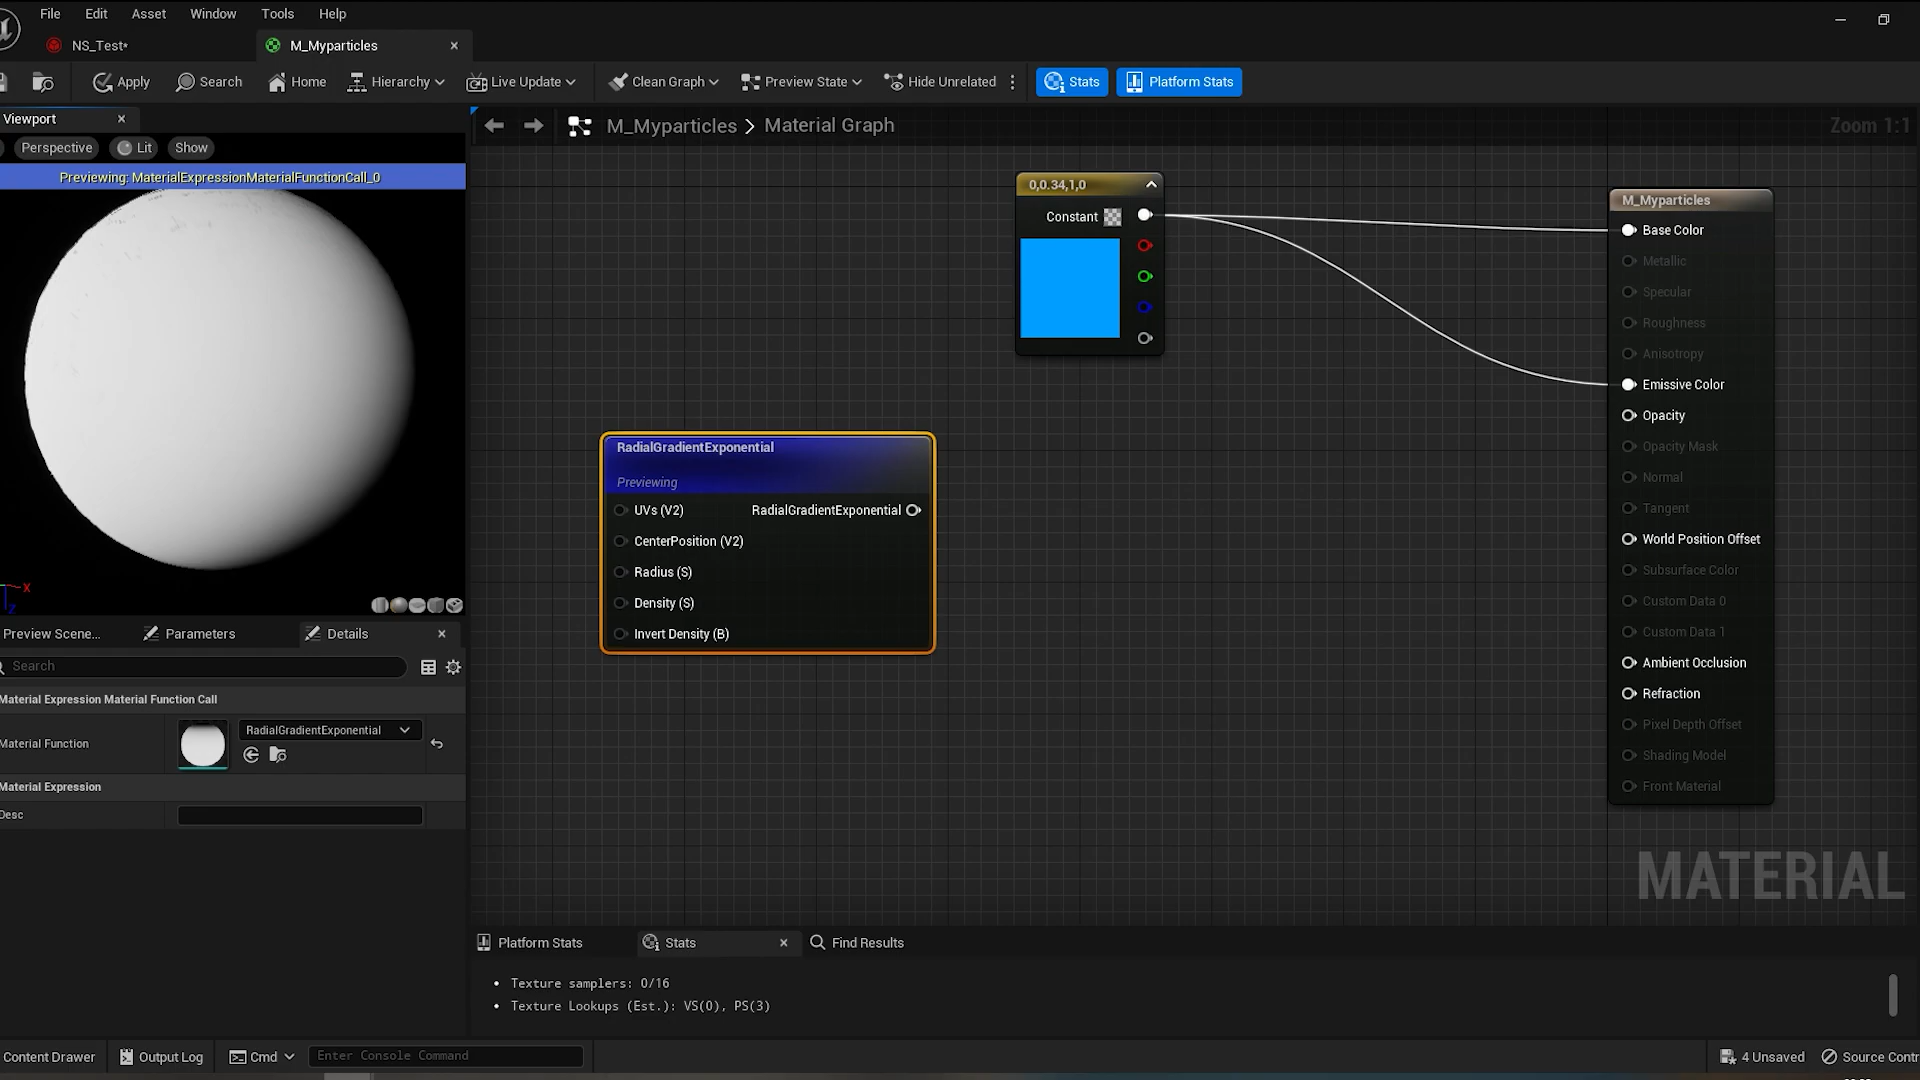 File Edit Asset Window Tools Help
NS_Test*
M_Myparticles
Apply Search Home Hierarchy Live Update Clean Graph Preview State Hide Unrelated Stats Platform Stats
Viewport
M_Myparticles > Material Graph
Zoom 1:1
Perspective Lit Show
Previewing: MaterialExpressionMaterialFunctionCall_0
X
Z
0,0.34,1,0
Constant
RadialGradientExponential
Previewing
UVs (V2) RadialGradientExponential
CenterPosition (V2)
Radius (S)
Density (S)
Invert Density (B)
M_Myparticles
Base Color
Metallic
Specular
Roughness
Anisotropy
Emissive Color
Opacity
Opacity Mask
Normal
Tangent
World Position Offset
Subsurface Color
Custom Data 0
Custom Data 1
Ambient Occlusion
Refraction
Pixel Depth Offset
Shading Model
Front Material
MATERIAL
Preview Scene... Parameters Details
Search
Material Expression Material Function Call
Material Function
RadialGradientExponential
Material Expression
Desc
Platform Stats Stats Find Results
• Texture samplers: 0/16
• Texture Lookups (Est.): VS(0), PS(3)
Content Drawer Output Log Cmd Enter Console Command 4 Unsaved Source Contr